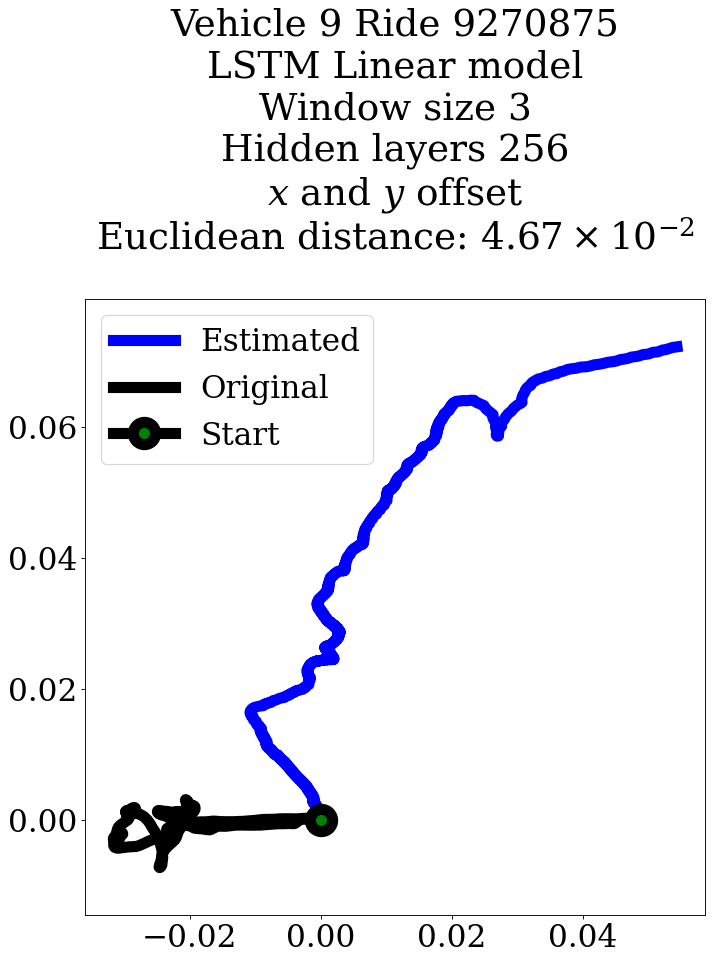 Vehicle 9 Ride 9270875
LSTM Linear model
Window size 3
Hidden layers 256
x and y offset
Euclidean distance: 4.67 × 10⁻²
Estimated
Original
Start
0.06
0.04
0.02
0.00
−0.02 0.00 0.02 0.04